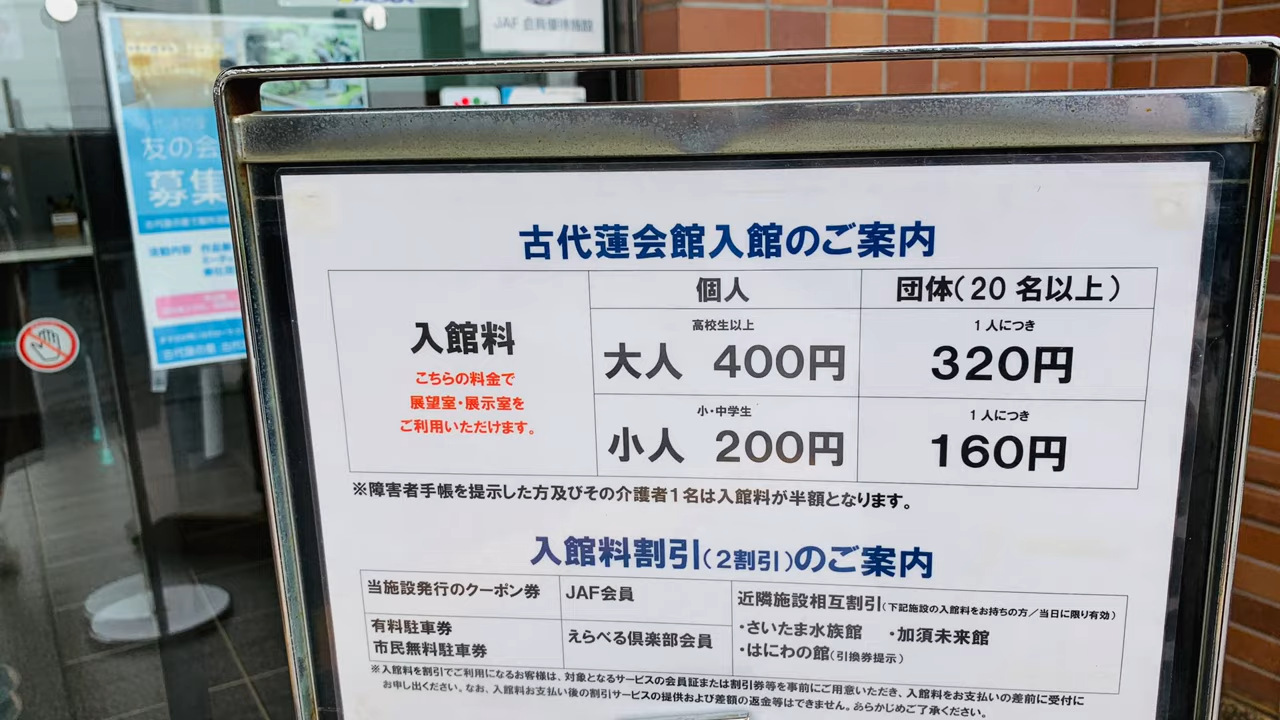 JAF 会員優待施設
友の会
募集
活動内容
古代蓮会館入館のご案内
個人
団体(20 名以上)
入館料
こちらの料金で
展望室・展示室を
ご利用いただけます。
高校生以上
大人 400円
1人につき
320円
小・中学生
小人 200円
1人につき
160円
※障害者手帳を提示した方及びその介護者1名は入館料が半額となります。
入館料割引(2割引)のご案内
当施設発行のクーポン券
JAF会員
近隣施設相互割引(下記施設の入館料をお持ちの方/当日に限り有効)
・さいたま水族館 ・加須未来館
・はにわの館(引換券提示)
有料駐車券
市民無料駐車券
えらべる倶楽部会員
※入館料を割引でご利用になるお客様は、対象となるサービスの会員証または割引券等を事前にご用意いただき、入館料をお支払いの差前に受付に
お申し出ください。なお、入館料お支払い後の割引サービスの提供および差額の返金等はできません。あらかじめご了承ください。